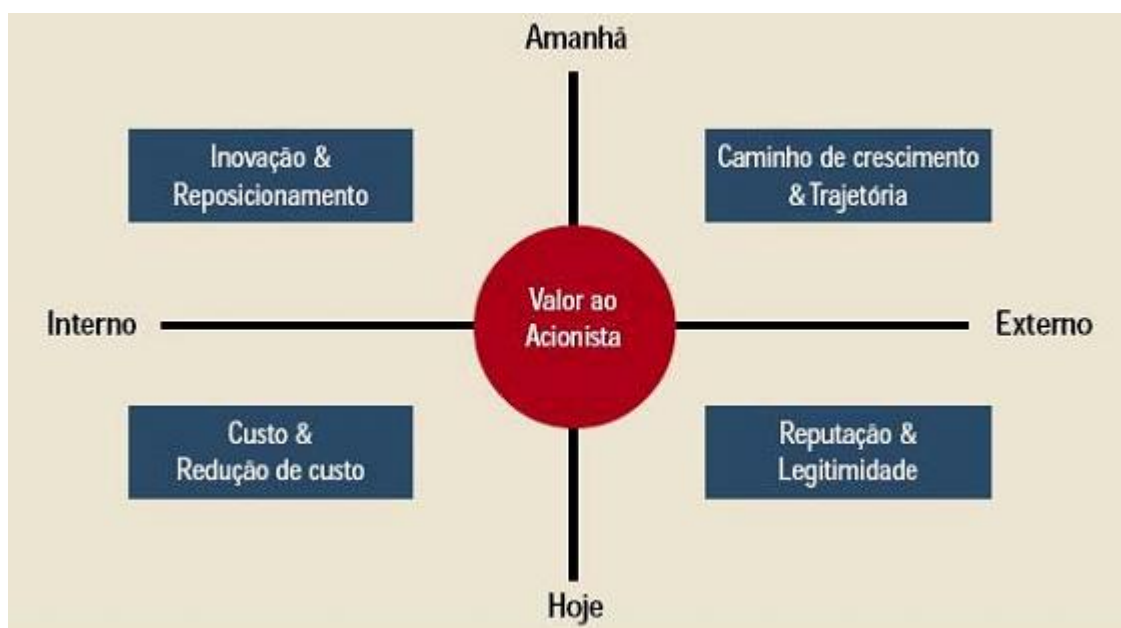 Amanhã
Inovação &
Reposicionamento
Caminho de crescimento
& Trajetória
Interno
Valor ao
Acionista
Externo
Custo &
Redução de custo
Reputação &
Legitimidade
Hoje